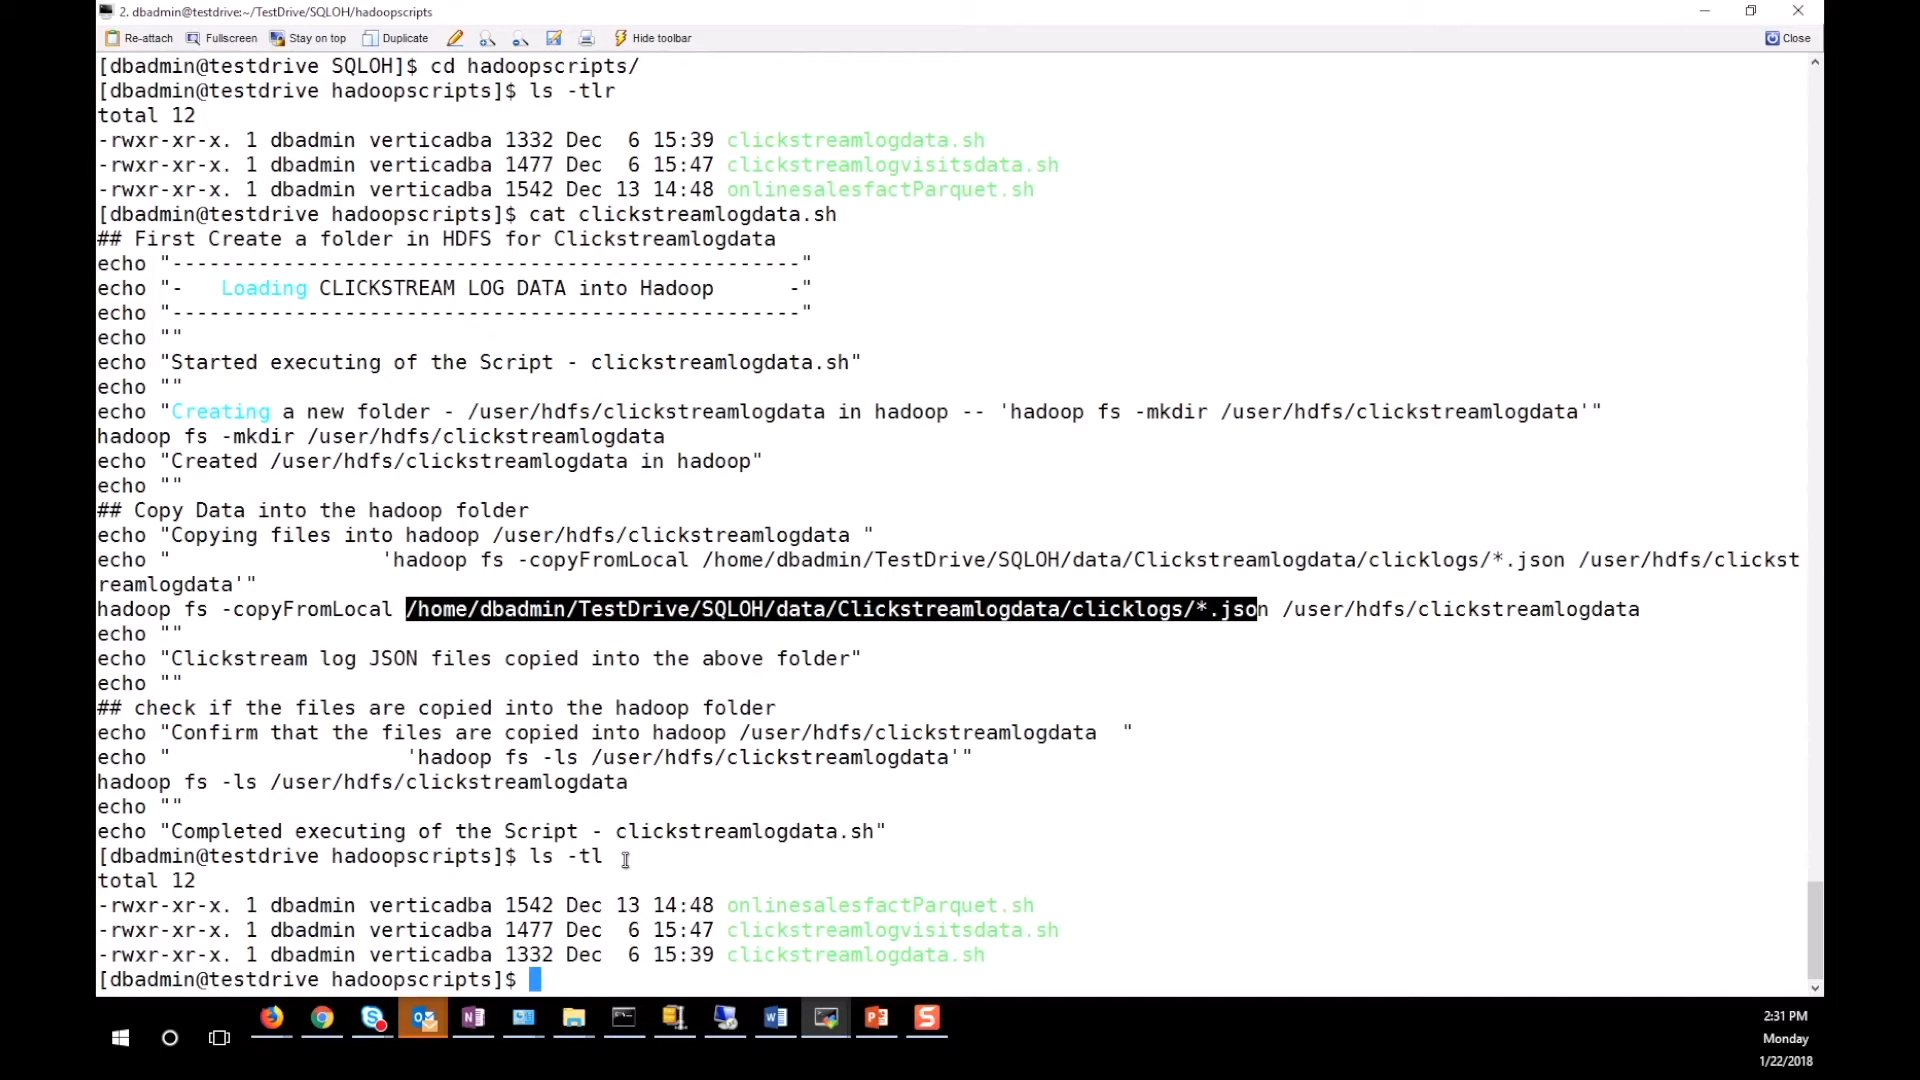 2. dbadmin@testdrive:~/TestDrive/SQLOH/hadoopscripts
Re-attach Fullscreen Stay on top Duplicate Hide toolbar Close
[dbadmin@testdrive SQLOH]$ cd hadoopscripts/
[dbadmin@testdrive hadoopscripts]$ ls -tlr
total 12
-rwxr-xr-x. 1 dbadmin verticadba 1332 Dec  6 15:39 clickstreamlogdata.sh
-rwxr-xr-x. 1 dbadmin verticadba 1477 Dec  6 15:47 clickstreamlogvisitsdata.sh
-rwxr-xr-x. 1 dbadmin verticadba 1542 Dec 13 14:48 onlinesalesfactParquet.sh
[dbadmin@testdrive hadoopscripts]$ cat clickstreamlogdata.sh
## First Create a folder in HDFS for Clickstreamlogdata
echo "---------------------------------------------------"
echo "-   Loading CLICKSTREAM LOG DATA into Hadoop      -"
echo "---------------------------------------------------"
echo ""
echo "Started executing of the Script - clickstreamlogdata.sh"
echo ""
echo "Creating a new folder - /user/hdfs/clickstreamlogdata in hadoop -- 'hadoop fs -mkdir /user/hdfs/clickstreamlogdata'"
hadoop fs -mkdir /user/hdfs/clickstreamlogdata
echo "Created /user/hdfs/clickstreamlogdata in hadoop"
echo ""
## Copy Data into the hadoop folder
echo "Copying files into hadoop /user/hdfs/clickstreamlogdata "
echo "                 'hadoop fs -copyFromLocal /home/dbadmin/TestDrive/SQLOH/data/Clickstreamlogdata/clicklogs/*.json /user/hdfs/clickst
reamlogdata'"
hadoop fs -copyFromLocal /home/dbadmin/TestDrive/SQLOH/data/Clickstreamlogdata/clicklogs/*.json /user/hdfs/clickstreamlogdata
echo ""
echo "Clickstream log JSON files copied into the above folder"
echo ""
## check if the files are copied into the hadoop folder
echo "Confirm that the files are copied into hadoop /user/hdfs/clickstreamlogdata  "
echo "                   'hadoop fs -ls /user/hdfs/clickstreamlogdata'"
hadoop fs -ls /user/hdfs/clickstreamlogdata
echo ""
echo "Completed executing of the Script - clickstreamlogdata.sh"
[dbadmin@testdrive hadoopscripts]$ ls -tl
total 12
-rwxr-xr-x. 1 dbadmin verticadba 1542 Dec 13 14:48 onlinesalesfactParquet.sh
-rwxr-xr-x. 1 dbadmin verticadba 1477 Dec  6 15:47 clickstreamlogvisitsdata.sh
-rwxr-xr-x. 1 dbadmin verticadba 1332 Dec  6 15:39 clickstreamlogdata.sh
[dbadmin@testdrive hadoopscripts]$
2:31 PM
Monday
1/22/2018